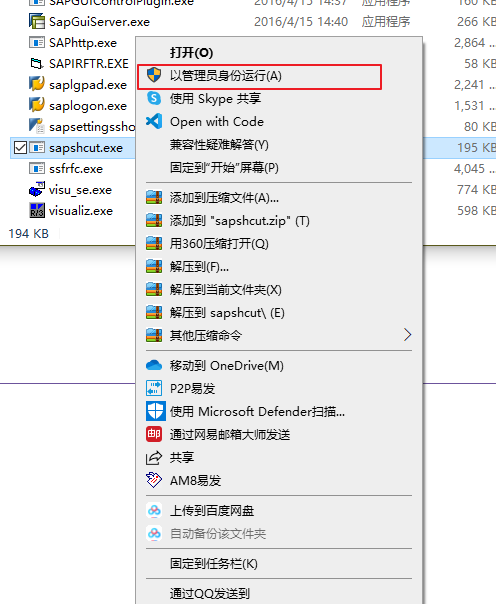 SAPGUIControlPlugin.exe 2016/4/15 14:37 应用程序 160 KB
SapGuiServer.exe 2016/4/15 14:40 应用程序 266 KB
SAPhttp.exe 2,864
SAPIRFTR.EXE 58 KB
saplgpad.exe 2,241
saplogon.exe 1,531
sapsettingssho 80 KB
sapshcut.exe 195 KB
ssfrfc.exe 4,045
visu_se.exe 774 KB
visualiz.exe 598 KB
194 KB
打开(O)
以管理员身份运行(A)
使用 Skype 共享
Open with Code
兼容性疑难解答(Y)
固定到"开始"屏幕(P)
添加到压缩文件(A)...
添加到 "sapshcut.zip" (T)
用360压缩打开(Q)
解压到(F)...
解压到当前文件夹(X)
解压到 sapshcut\ (E)
其他压缩命令
移动到 OneDrive(M)
P2P易发
使用 Microsoft Defender扫描...
邮 通过网易邮箱大师发送
共享
AM8易发
上传到百度网盘
自动备份该文件夹
固定到任务栏(K)
通过QQ发送到